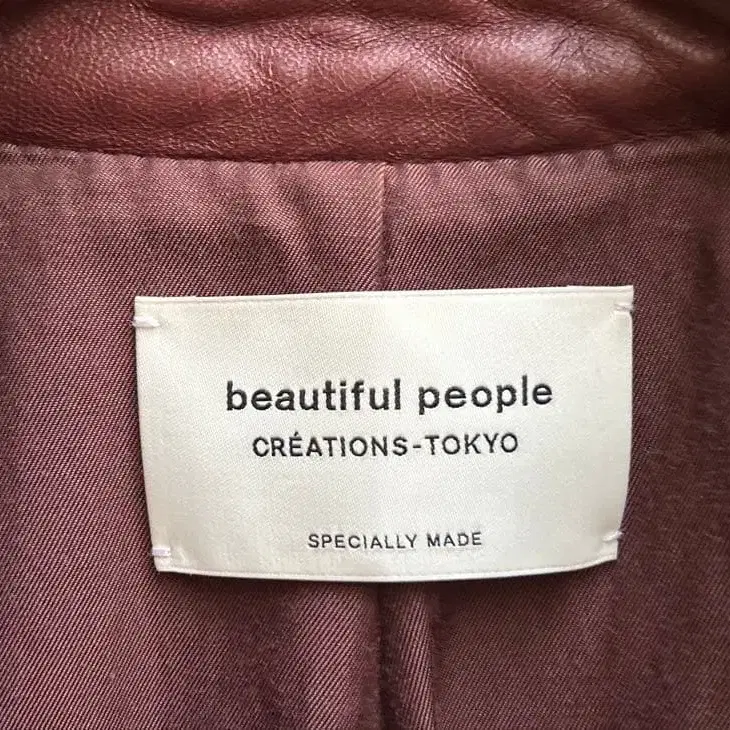 beautiful people
CRÉATIONS-TOKYO
SPECIALLY MADE